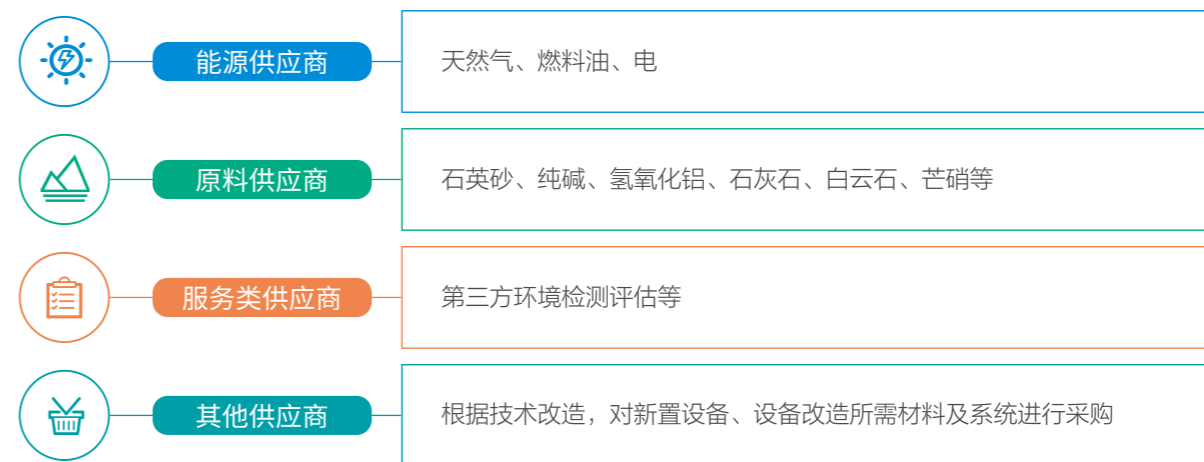 能源供应商
天然气、燃料油、电
原料供应商
石英砂、纯碱、氢氧化铝、石灰石、白云石、芒硝等
服务类供应商
第三方环境检测评估等
其他供应商
根据技术改造，对新置设备、设备改造所需材料及系统进行采购